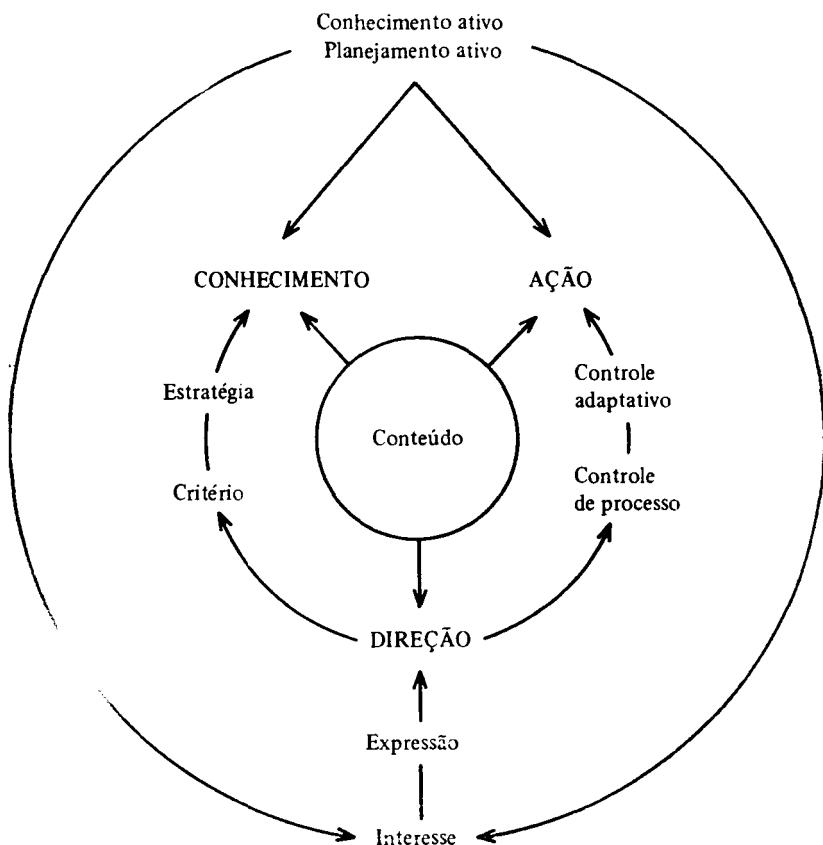 Conhecimento ativo
Planejamento ativo
CONHECIMENTO
AÇÃO
Estratégia
Controle
adaptativo
Conteúdo
Critério
Controle
de processo
DIREÇÃO
Expressão
Interesse